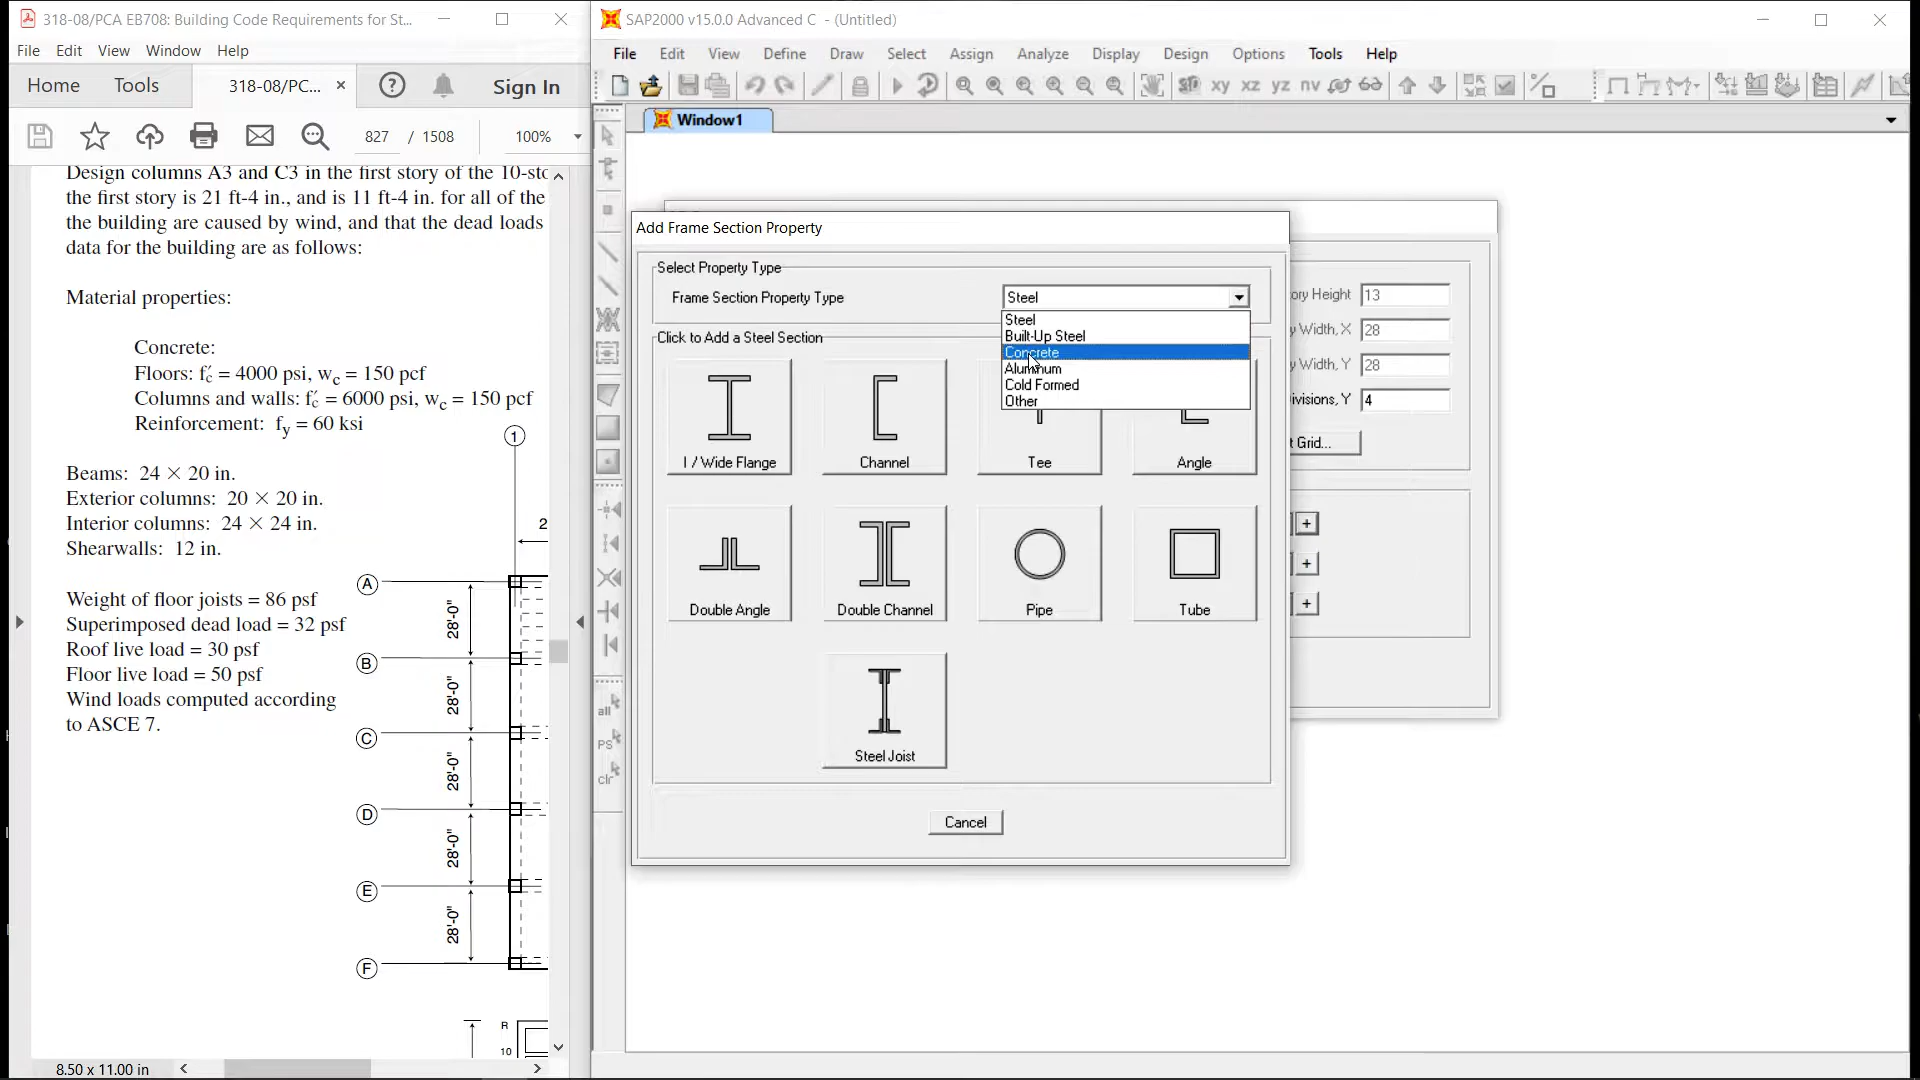 318-08/PCA EB708: Building Code Requirements for St...
File Edit View Window Help
Home Tools 318-08/PC... × Sign In
827 / 1508 100%
Design columns A3 and C3 in the first story of the 10-sto
the first story is 21 ft-4 in., and is 11 ft-4 in. for all of the
the building are caused by wind, and that the dead loads
data for the building are as follows:
Material properties:
Concrete:
Floors: f′c = 4000 psi, wc = 150 pcf
Columns and walls: f′c = 6000 psi, wc = 150 pcf
Reinforcement: fy = 60 ksi
1
Beams: 24 × 20 in.
Exterior columns: 20 × 20 in.
Interior columns: 24 × 24 in.
Shearwalls: 12 in.
2
Weight of floor joists = 86 psf
Superimposed dead load = 32 psf
Roof live load = 30 psf
Floor live load = 50 psf
Wind loads computed according
to ASCE 7.
A
28'-0"
B
28'-0"
C
28'-0"
D
28'-0"
E
28'-0"
F
R
10
8.50 x 11.00 in
SAP2000 v15.0.0 Advanced C - (Untitled)
File Edit View Define Draw Select Assign Analyze Display Design Options Tools Help
xy xz yz nv
Window1
all
PS
clr
Add Frame Section Property
Select Property Type
Frame Section Property Type Steel
Steel
Built-Up Steel
Concrete
Aluminum
Cold Formed
Other
Click to Add a Steel Section
I / Wide Flange Channel Tee Angle
Double Angle Double Channel Pipe Tube
Steel Joist
Cancel
ory Height 13
y Width, X 28
y Width, Y 28
ivisions, Y 4
t Grid...
+
+
+